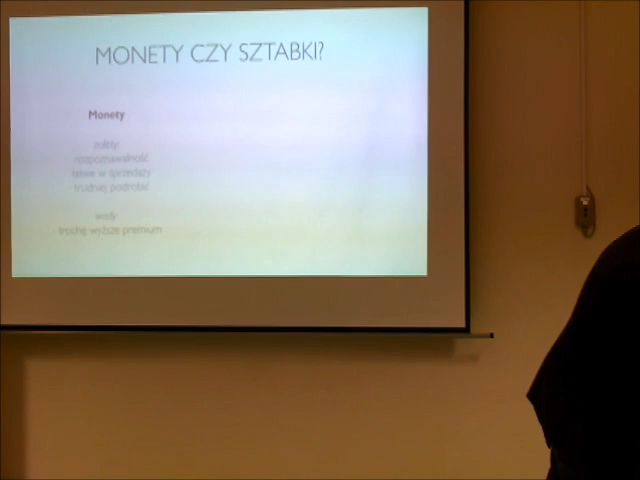 MONETY CZY SZTABKI?
Monety
zalety
rozpoznawalność
łatwe w sprzedaży
trudniej podrobić
wady
trochę wyższe premium